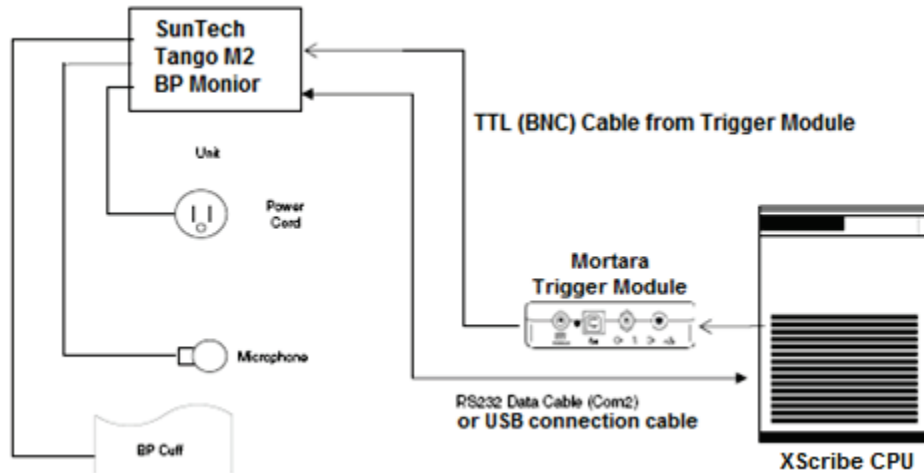 SunTech
Tango M2
BP Monior
TTL (BNC) Cable from Trigger Module
Unit
Power
Cord
Mortara
Trigger Module
Microphone
RS232 Data Cable (Com2)
or USB connection cable
BP Cuff
XScribe CPU